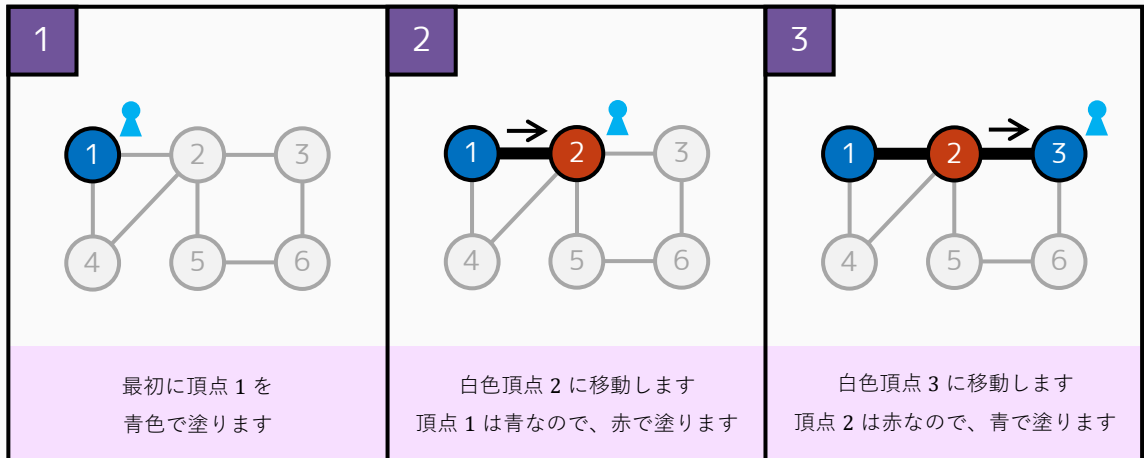 1
2
3
1 2 3
4 5 6
1 2 3
4 5 6
1 2 3
4 5 6
最初に頂点 1 を
青色で塗ります
白色頂点 2 に移動します
頂点 1 は青なので、赤で塗ります
白色頂点 3 に移動します
頂点 2 は赤なので、青で塗ります